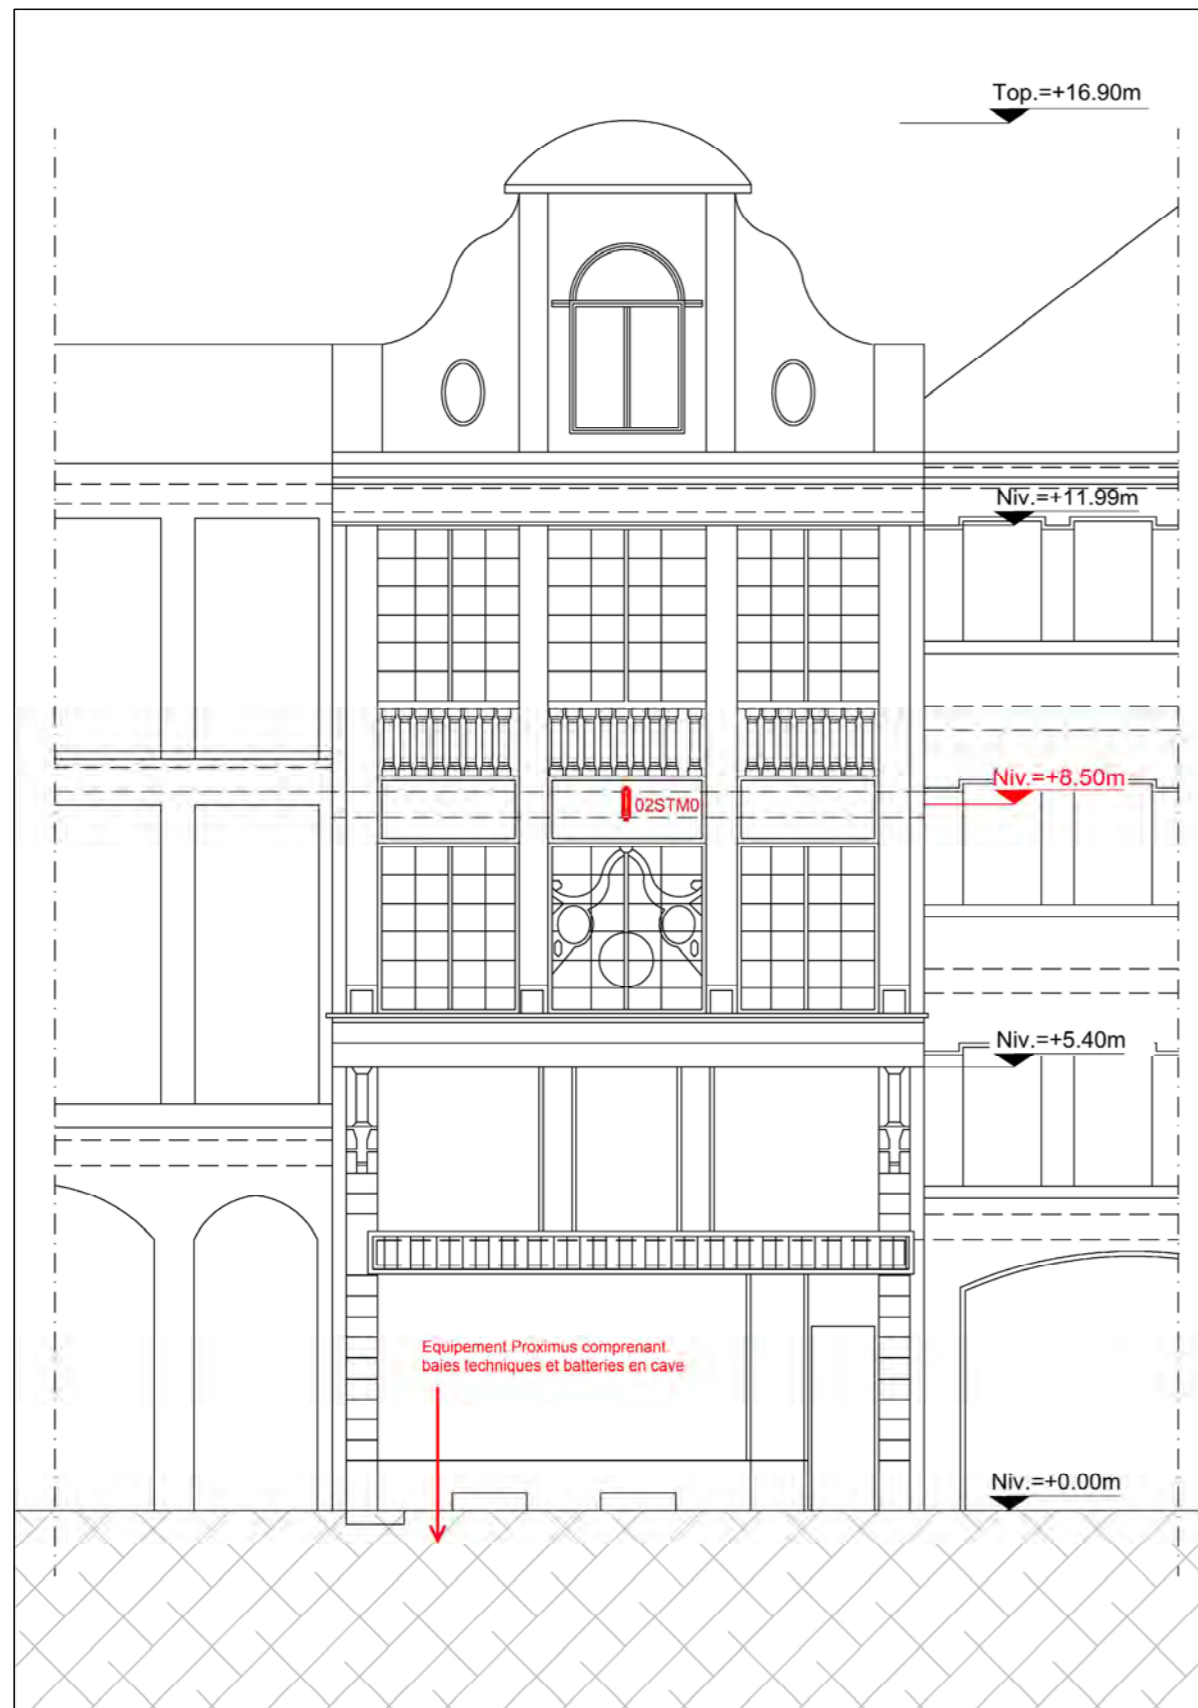 Top.=+16.90m
Niv.=+11.99m
Niv.=+8.50m
02STM0
Niv.=+5.40m
Equipement Proximus comprenant
baies techniques et batteries en cave
Niv.=+0.00m